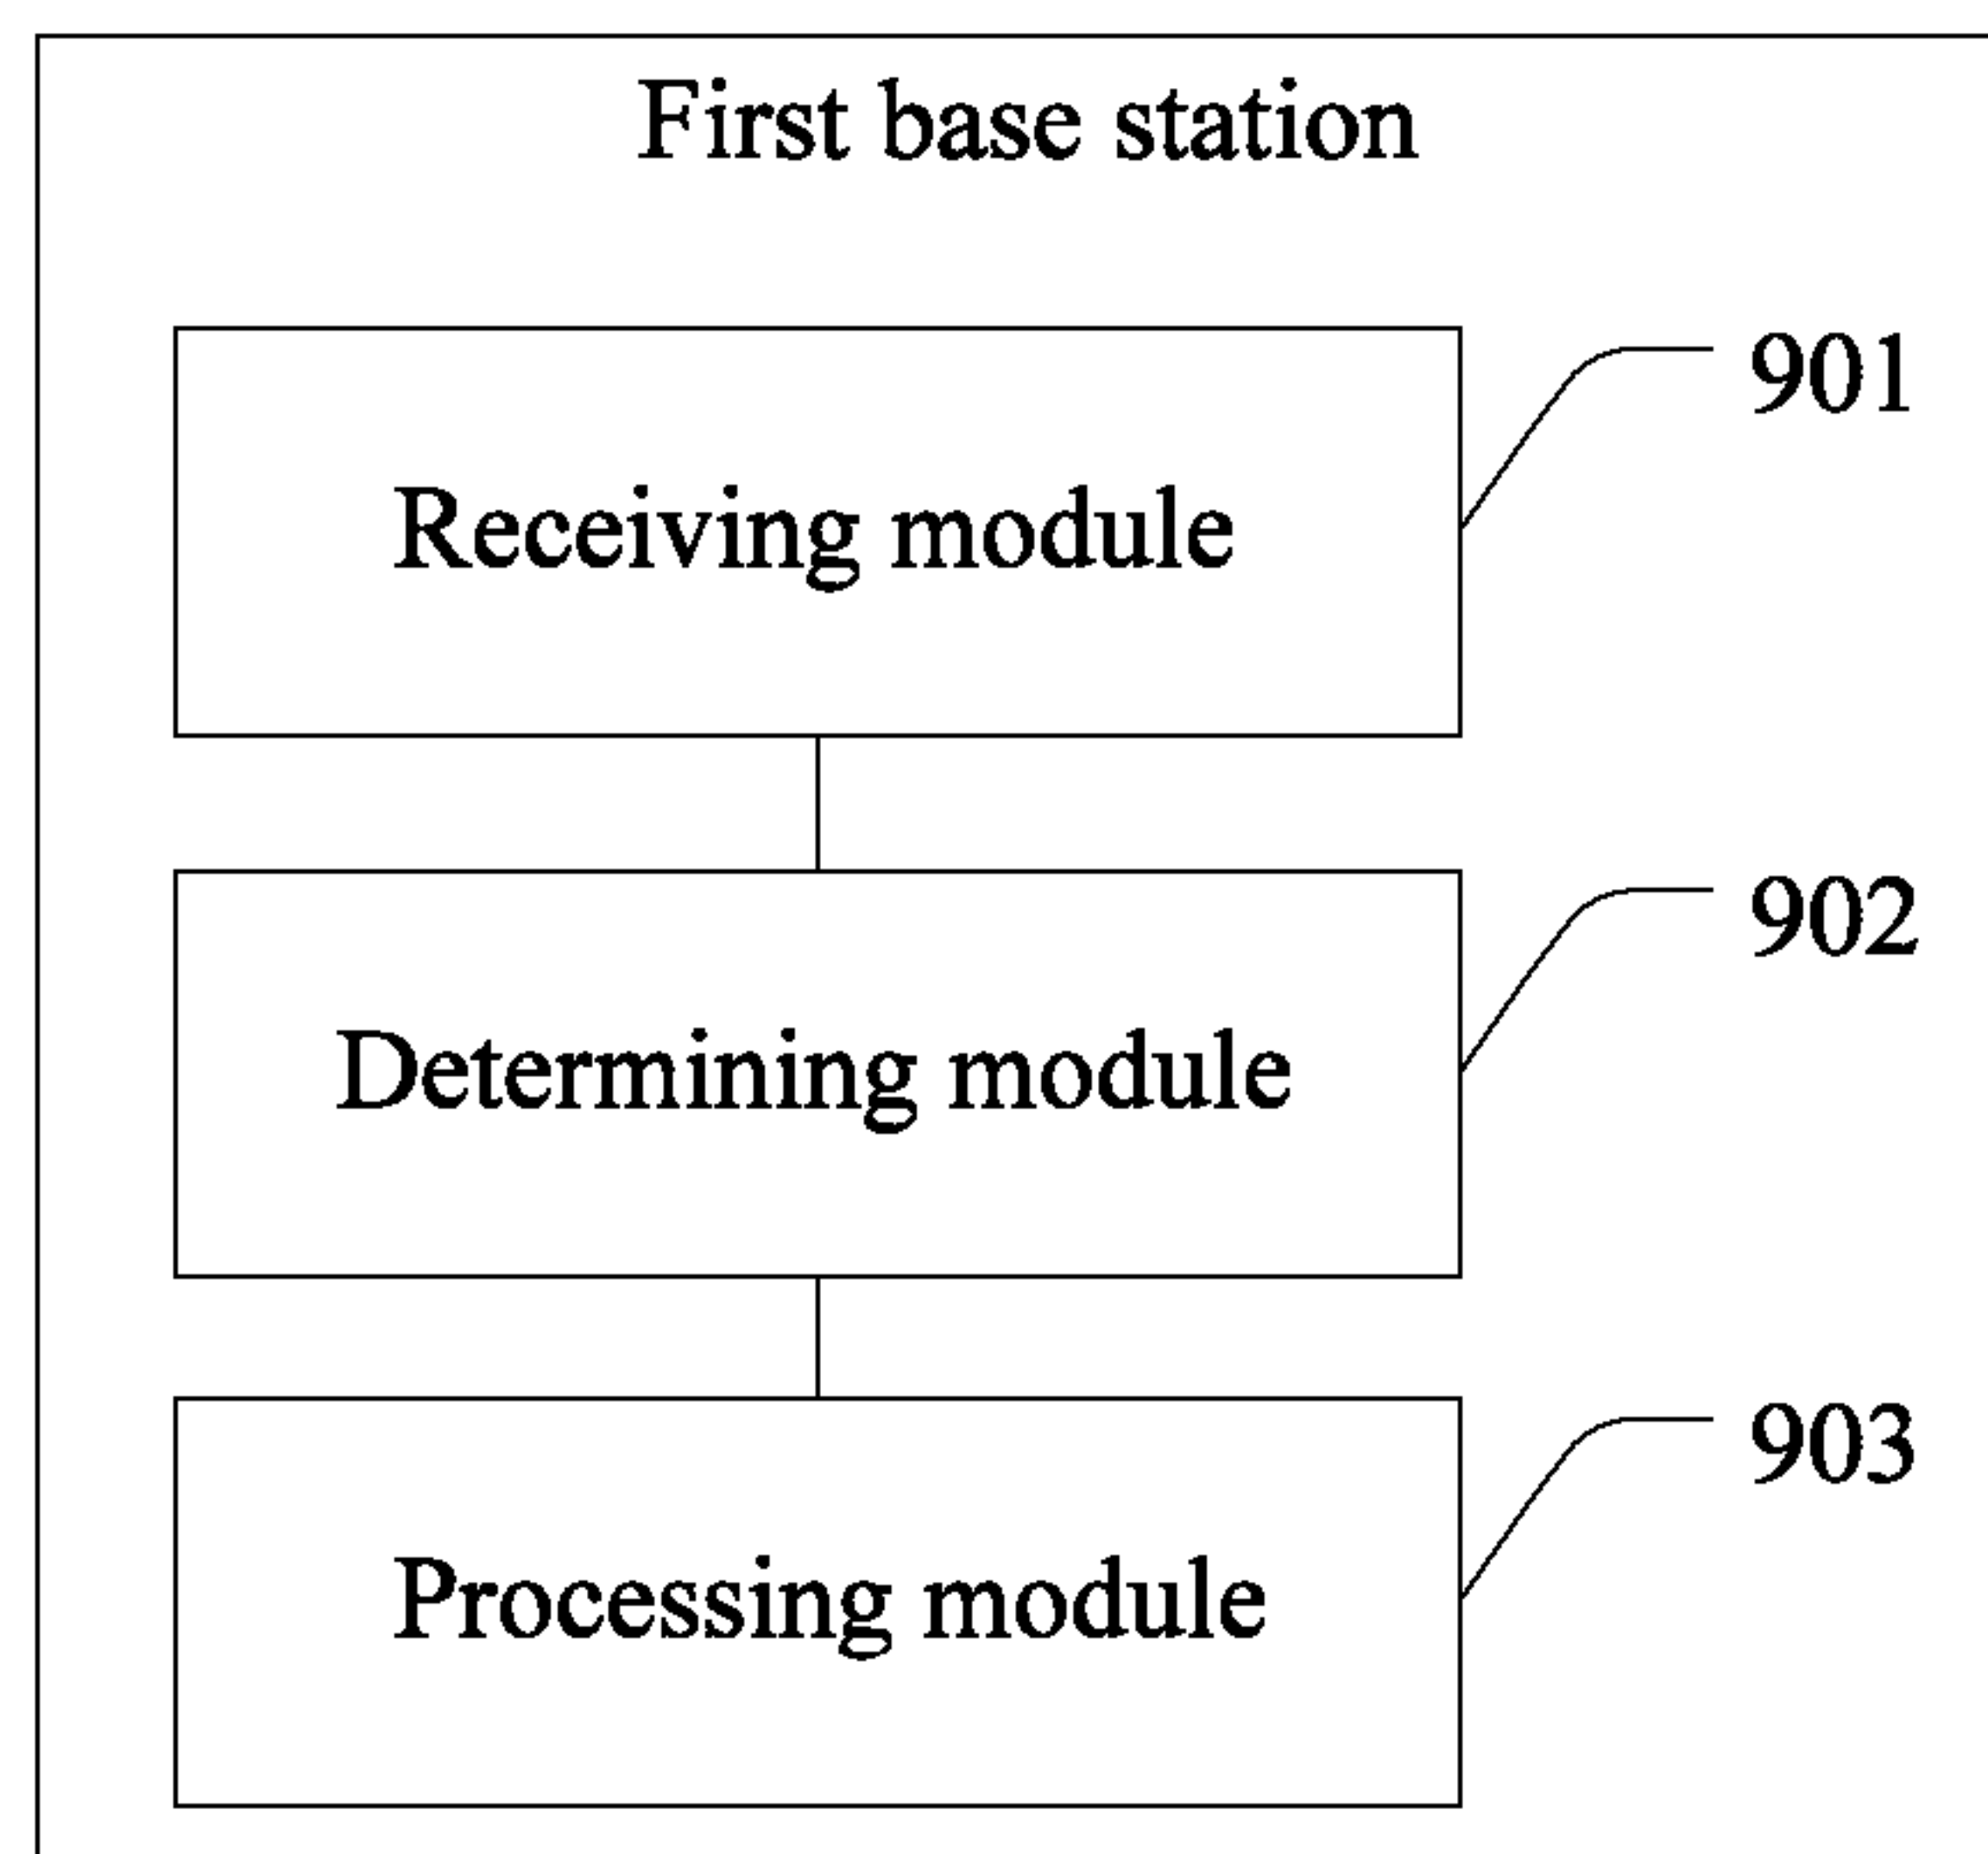 First base station
Receiving module
901
Determining module
902
Processing module
903